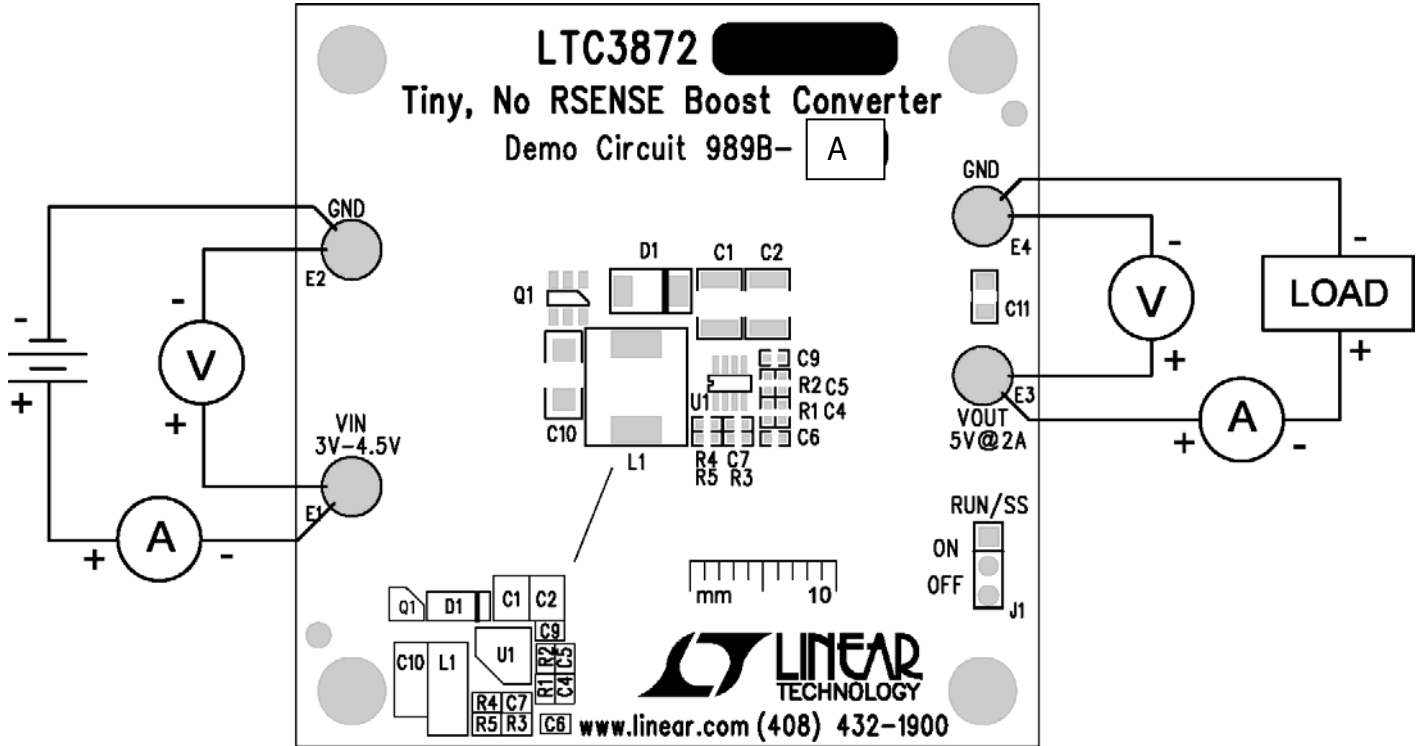 LTC3872
Tiny, No RSENSE Boost Converter
Demo Circuit 989B- A
GND
E2
-
-
V
+
+
VIN
3V-4.5V
E1
+ A -
D1 C1 C2
Q1
C9
R2 C5
U1
R1 C4
C6
C10
L1
R4 C7
R5 R3
GND
E4
-
-
C11
V
LOAD
+
+
E3
VOUT
5V@2A
+ A -
RUN/SS
ON
OFF
J1
mm 10
Q1 D1 C1 C2
C9
C10 L1 U1 R2 C5
R1 C4
R4 C7
R5 R3 C6
LINEAR
TECHNOLOGY
www.linear.com (408) 432-1900